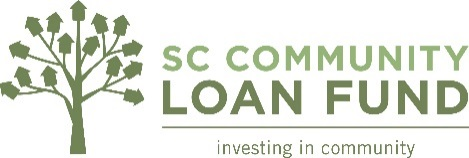 SC COMMUNITY
LOAN FUND
investing in community